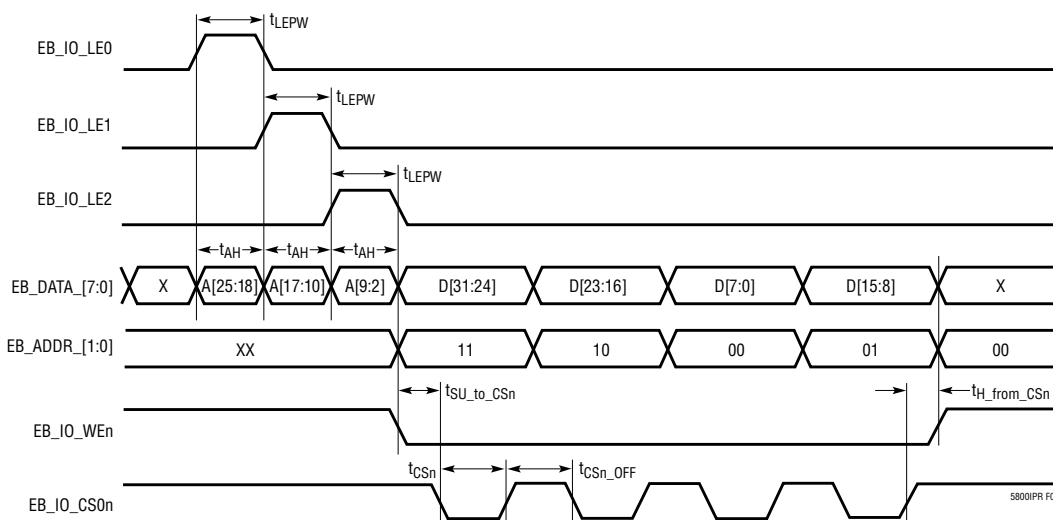 tLEPW
EB_IO_LE0
tLEPW
EB_IO_LE1
tLEPW
EB_IO_LE2
tAH tAH tAH
EB_DATA_[7:0] X A[25:18] A[17:10] A[9:2] D[31:24] D[23:16] D[7:0] D[15:8] X
EB_ADDR_[1:0] XX 11 10 00 01 00
tSU_to_CSn tH_from_CSn
EB_IO_WEn
tCSn tCSn_OFF
EB_IO_CS0n
5800IPR F0